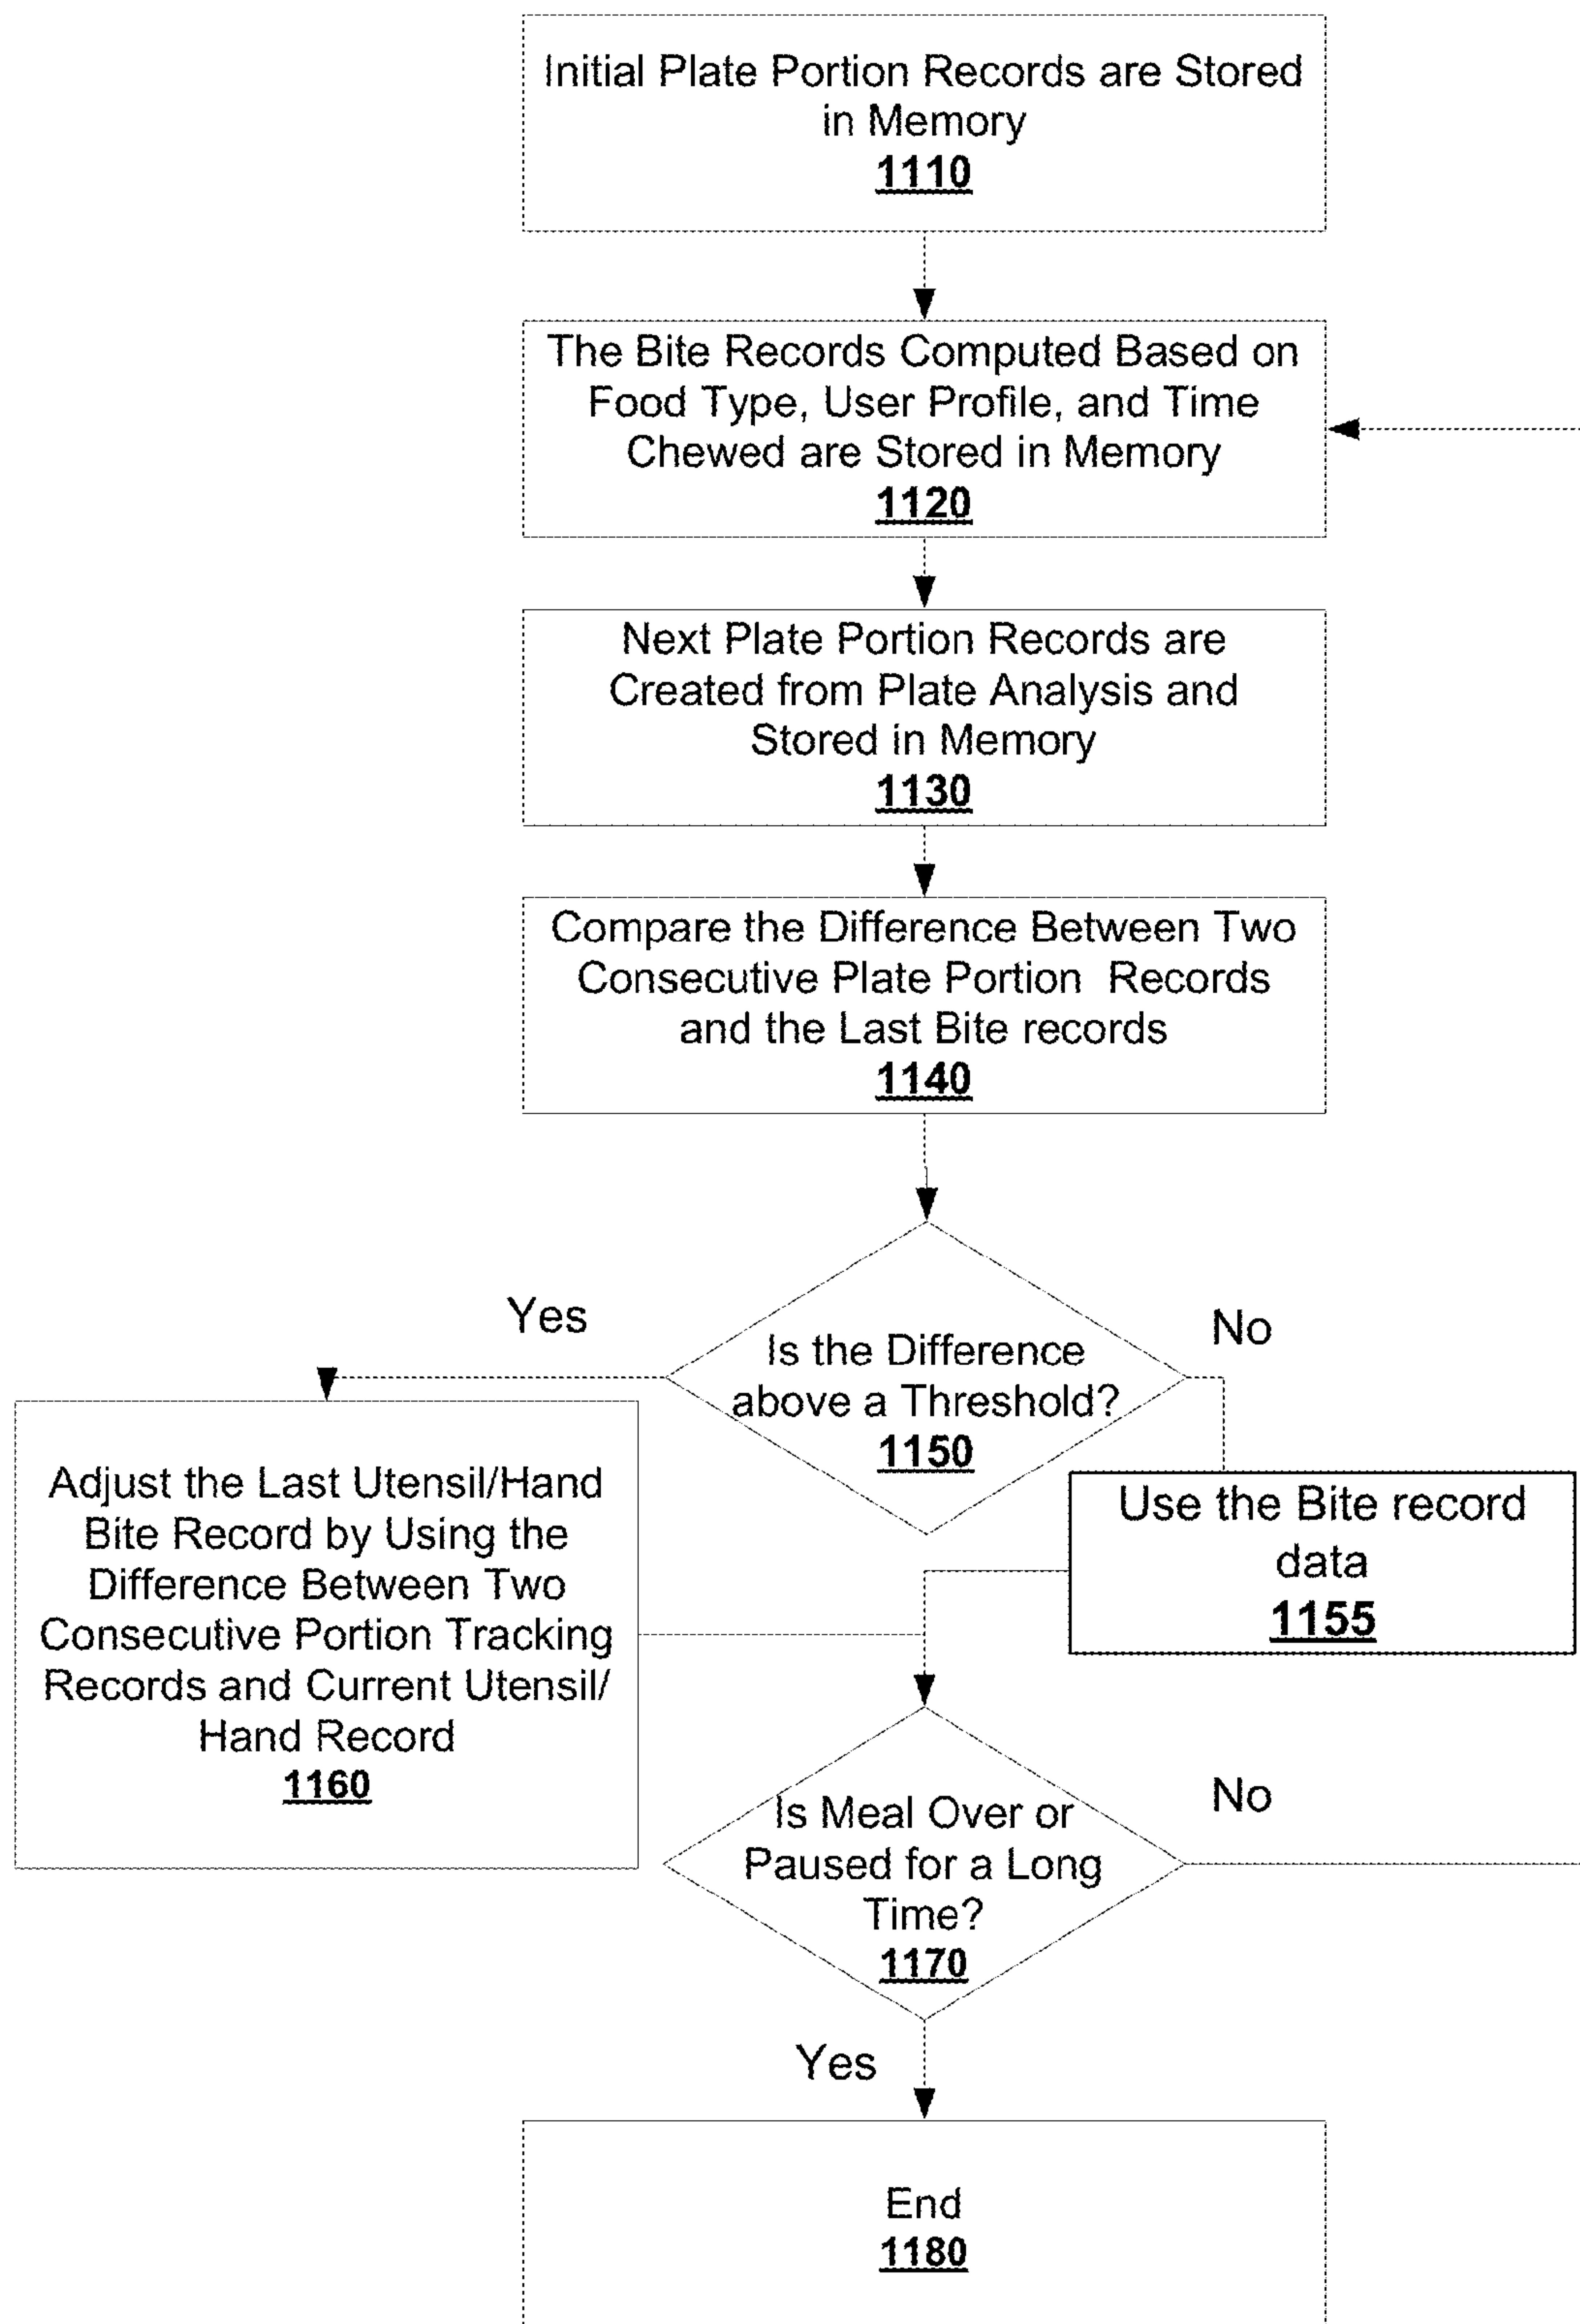 Initial Plate Portion Records are Stored
in Memory
1110
The Bite Records Computed Based on
Food Type, User Profile, and Time
Chewed are Stored in Memory
1120
Next Plate Portion Records are
Created from Plate Analysis and
Stored in Memory
1130
Compare the Difference Between Two
Consecutive Plate Portion Records
and the Last Bite records
1140
Yes
No
Is the Difference
above a Threshold?
1150
Adjust the Last Utensil/Hand
Bite Record by Using the
Difference Between Two
Consecutive Portion Tracking
Records and Current Utensil/
Hand Record
1160
Use the Bite record
data
1155
Is Meal Over or
Paused for a Long
Time?
1170
No
Yes
End
1180